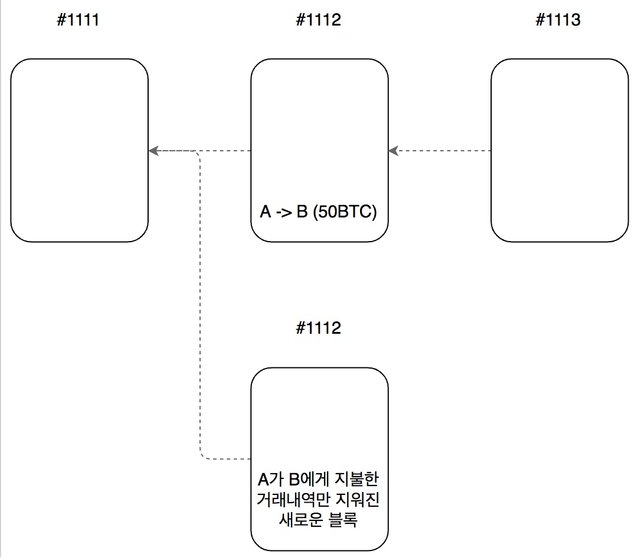 #1111
#1112
#1113
A -> B (50BTC)
#1112
A가 B에게 지불한
거래내역만 지워진
새로운 블록